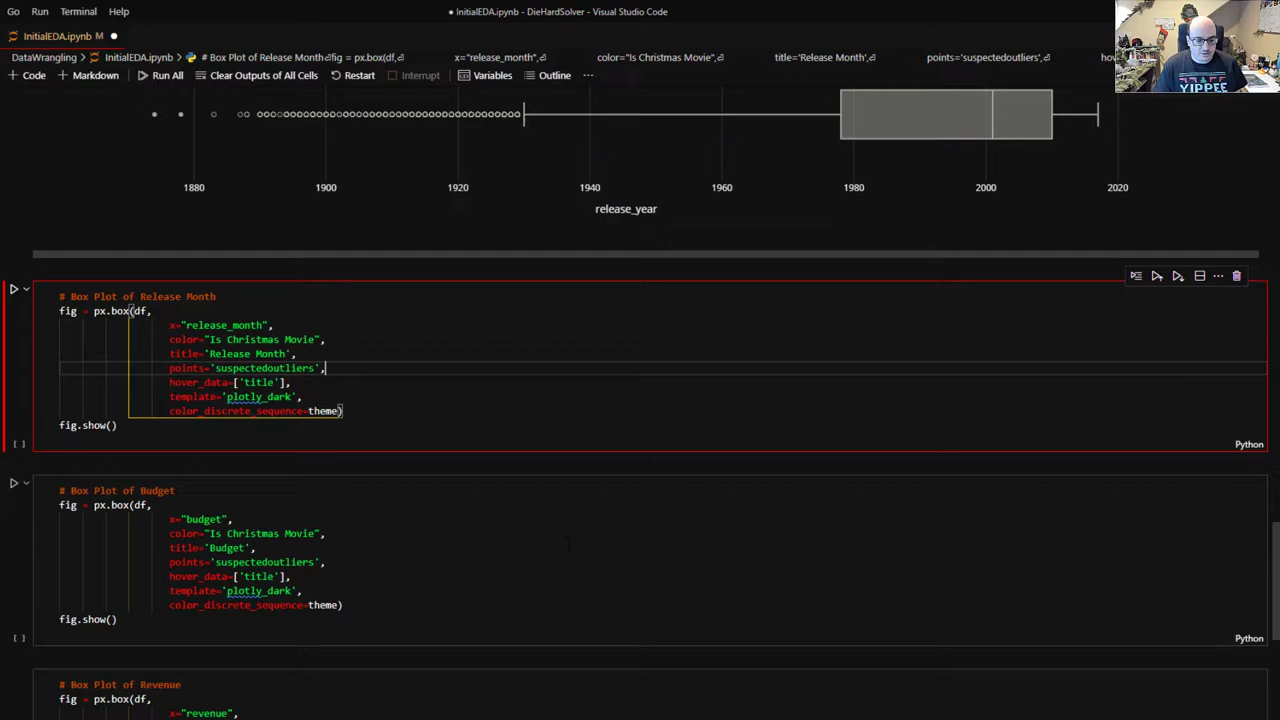 Go Run Terminal Help
● InitialEDA.ipynb - DieHardSolver - Visual Studio Code
InitialEDA.ipynb M ●
DataWrangling > InitialEDA.ipynb > # Box Plot of Release Month⏎fig = px.box(df,⏎ x="release_month",⏎ color="Is Christmas Movie",⏎ title='Release Month',⏎ points='suspectedoutliers',⏎ hov
+ Code + Markdown Run All Clear Outputs of All Cells Restart Interrupt Variables Outline ···
YIPPEE
1880 1900 1920 1940 1960 1980 2000 2020
release_year
# Box Plot of Release Month
fig = px.box(df,
x="release_month",
color="Is Christmas Movie",
title='Release Month',
points='suspectedoutliers',
hover_data=['title'],
template='plotly_dark',
color_discrete_sequence=theme)
fig.show()
[ ] Python
# Box Plot of Budget
fig = px.box(df,
x="budget",
color="Is Christmas Movie",
title='Budget',
points='suspectedoutliers',
hover_data=['title'],
template='plotly_dark',
color_discrete_sequence=theme)
fig.show()
[ ] Python
# Box Plot of Revenue
fig = px.box(df,
x="revenue",